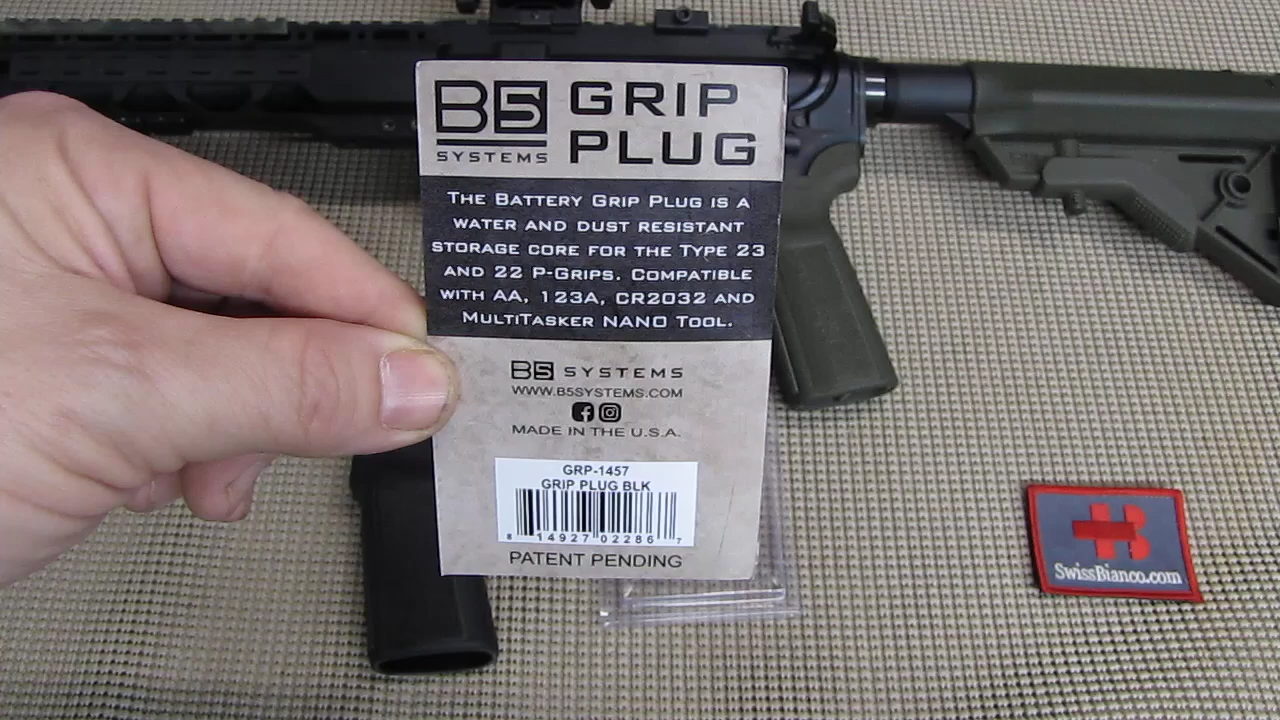 B5 GRIP
SYSTEMS PLUG
THE BATTERY GRIP PLUG IS A
WATER AND DUST RESISTANT
STORAGE CORE FOR THE TYPE 23
AND 22 P-GRIPS. COMPATIBLE
WITH AA, 123A, CR2032 AND
MULTITASKER NANO TOOL.
B5 SYSTEMS
WWW.B5SYSTEMS.COM
MADE IN THE U.S.A.
GRP-1457
GRIP PLUG BLK
8 14927 02286 7
PATENT PENDING
SwissBianco.com